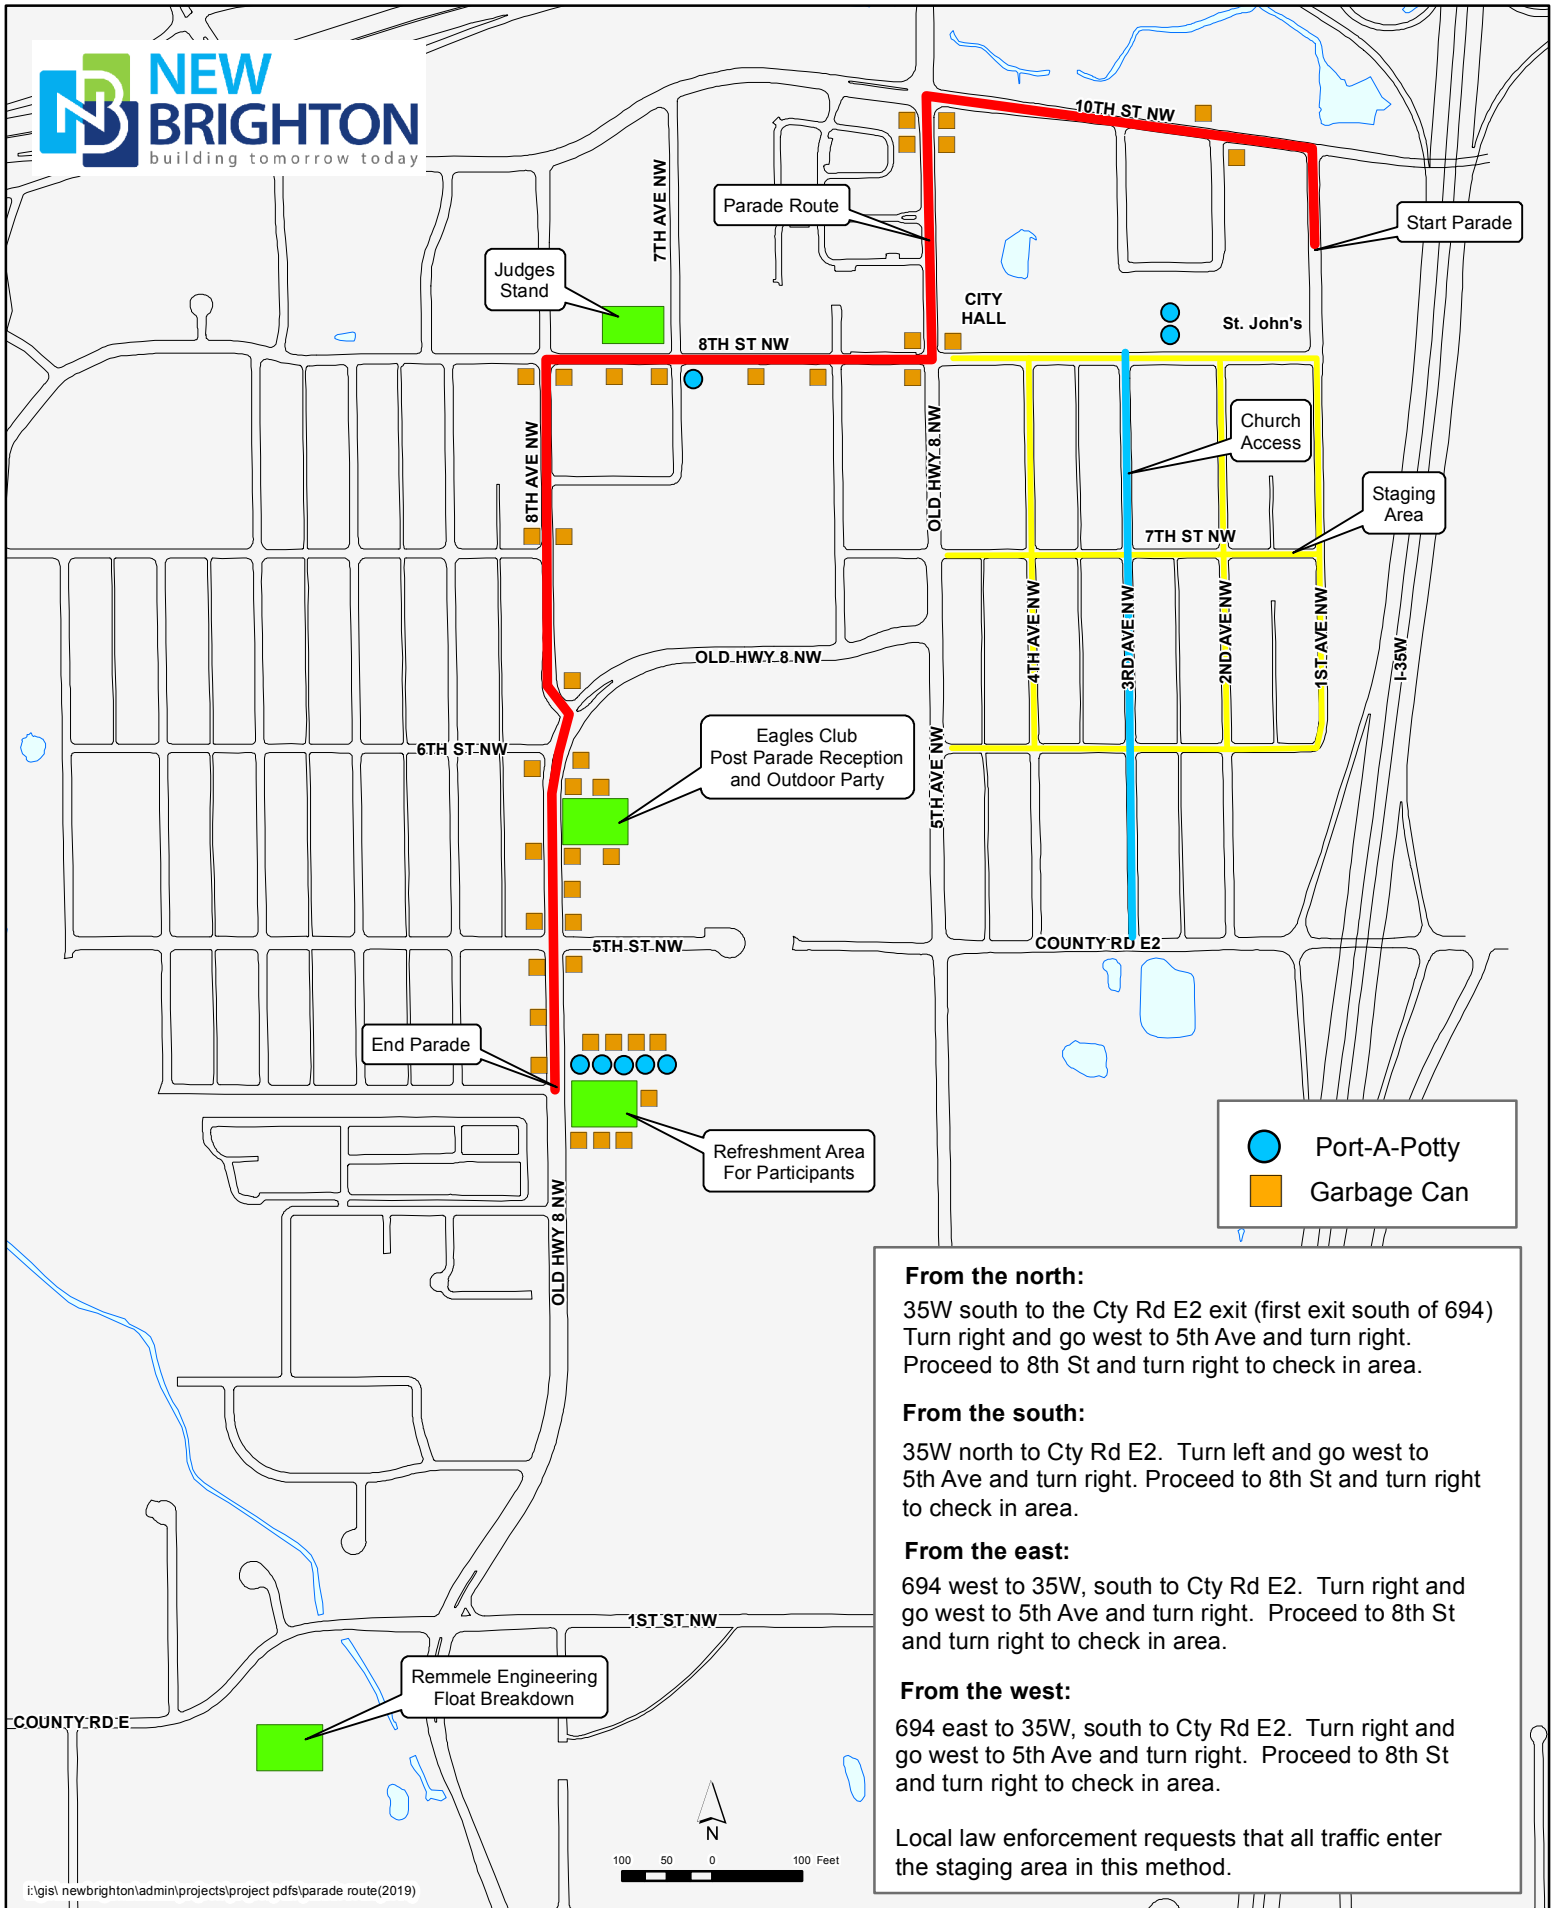 NEW
BRIGHTON
building tomorrow today
10TH ST NW
7TH AVE NW
Parade Route
Start Parade
Judges
Stand
CITY
HALL
St. John's
8TH ST NW
Church
Access
8TH AVE NW
OLD HWY 8 NW
Staging
Area
7TH ST NW
4TH AVE NW
3RD AVE NW
2ND AVE NW
1ST AVE NW
I-35W
OLD HWY 8 NW
6TH ST NW
Eagles Club
Post Parade Reception
and Outdoor Party
5TH AVE NW
5TH ST NW
COUNTY RD E2
End Parade
Refreshment Area
For Participants
Port-A-Potty
Garbage Can
OLD HWY 8 NW
From the north:
35W south to the Cty Rd E2 exit (first exit south of 694)
Turn right and go west to 5th Ave and turn right.
Proceed to 8th St and turn right to check in area.
From the south:
35W north to Cty Rd E2. Turn left and go west to
5th Ave and turn right. Proceed to 8th St and turn right
to check in area.
From the east:
694 west to 35W, south to Cty Rd E2. Turn right and
go west to 5th Ave and turn right. Proceed to 8th St
and turn right to check in area.
From the west:
694 east to 35W, south to Cty Rd E2. Turn right and
go west to 5th Ave and turn right. Proceed to 8th St
and turn right to check in area.
Local law enforcement requests that all traffic enter
the staging area in this method.
1ST ST NW
Remmele Engineering
Float Breakdown
COUNTY RD E
N
100 50 0 100 Feet
i:\gis\ newbrighton\admin\projects\project pdfs\parade route(2019)